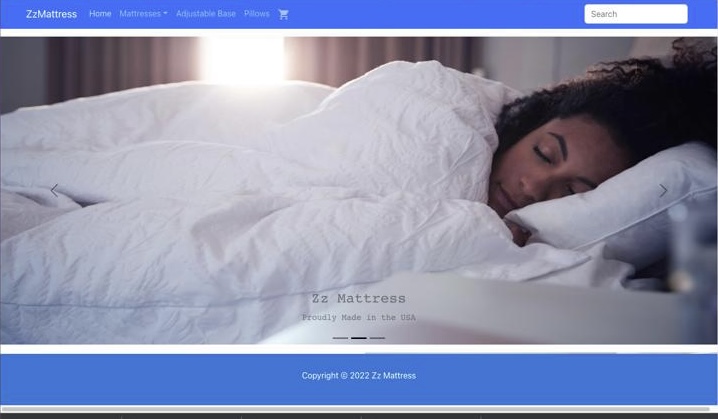 ZzMattress Home Mattresses Adjustable Base Pillows Search
Zz Mattress
Proudly Made in the USA
Copyright © 2022 Zz Mattress